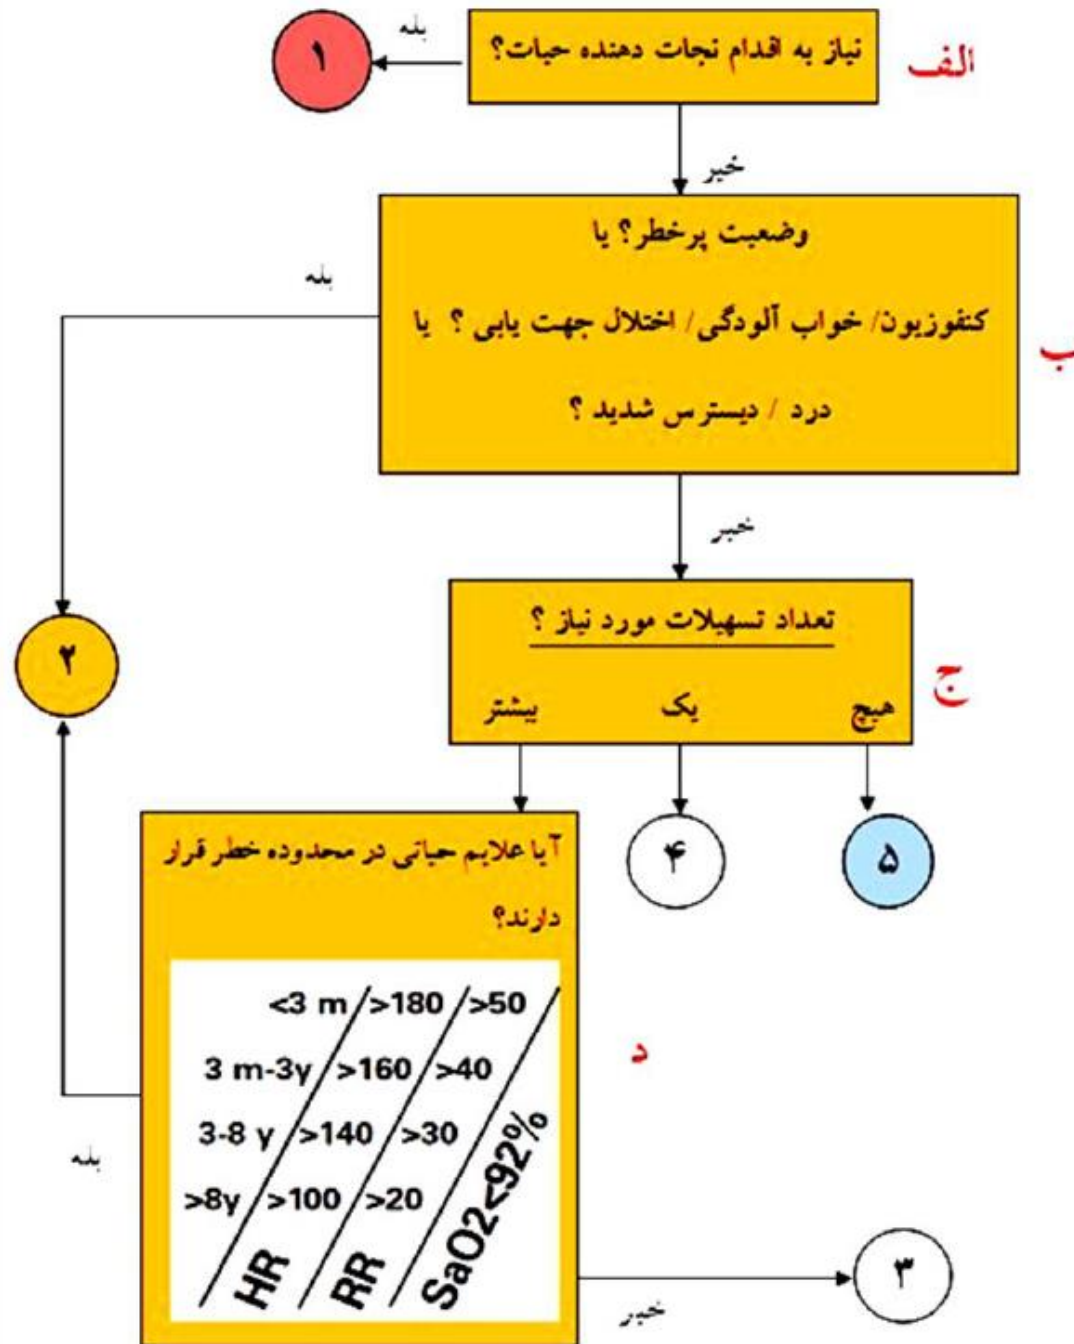 نیاز به اقدام نجات دهنده حیات؟
الف
بله
۱
خیر
وضعیت پرخطر؟ یا
کنفوزیون/ خواب آلودگی/ اختلال جهت یابی ؟ یا
درد / دیسترس شدید ؟
ب
بله
۲
خیر
تعداد تسهیلات مورد نیاز ؟
هیچ یک بیشتر
ج
۵
۴
آیا علایم حیاتی در محدوده خطر قرار
دارند؟
<3 m >180 >50
3 m-3y >160 >40
3-8 y >140 >30
>8y >100 >20
HR RR SaO2<92%
د
بله
خیر
۳